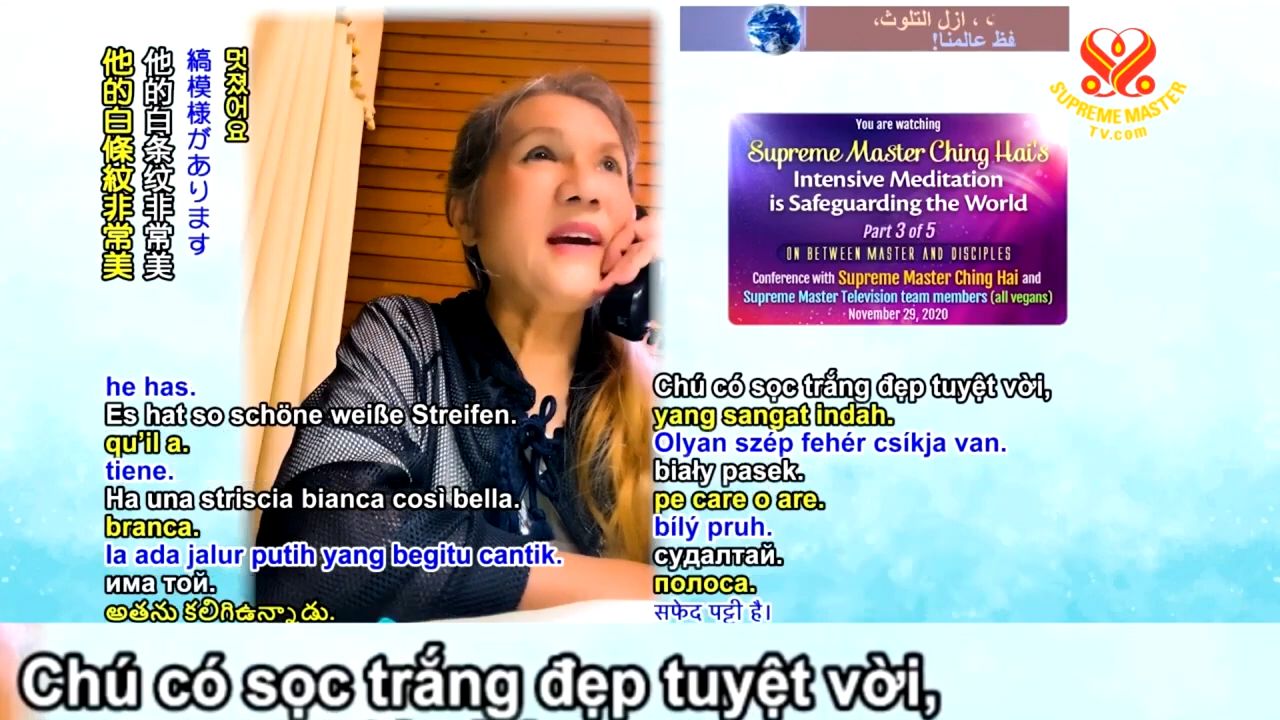 멋져어요
縞模様があります
他的白条纹非常美
他的白條紋非常美
، ازل التلوث،
فظ عالمنا!
SUPREME MASTER
TV.com
You are watching
Supreme Master Ching Hai's
Intensive Meditation
is Safeguarding the World
Part 3 of 5
ON BETWEEN MASTER AND DISCIPLES
Conference with Supreme Master Ching Hai and
Supreme Master Television team members (all vegans)
November 29, 2020
he has.
Es hat so schöne weiße Streifen.
qu'il a.
tiene.
Ha una striscia bianca così bella.
branca.
Ia ada jalur putih yang begitu cantik.
има той.
అతను కలిగిఉన్నాడు.
Chú có sọc trắng đẹp tuyệt vời,
yang sangat indah.
Olyan szép fehér csíkja van.
biały pasek.
pe care o are.
bílý pruh.
судалтай.
полоса.
सफेद पट्टी है।
Chú có sọc trắng đẹp tuyệt vời,